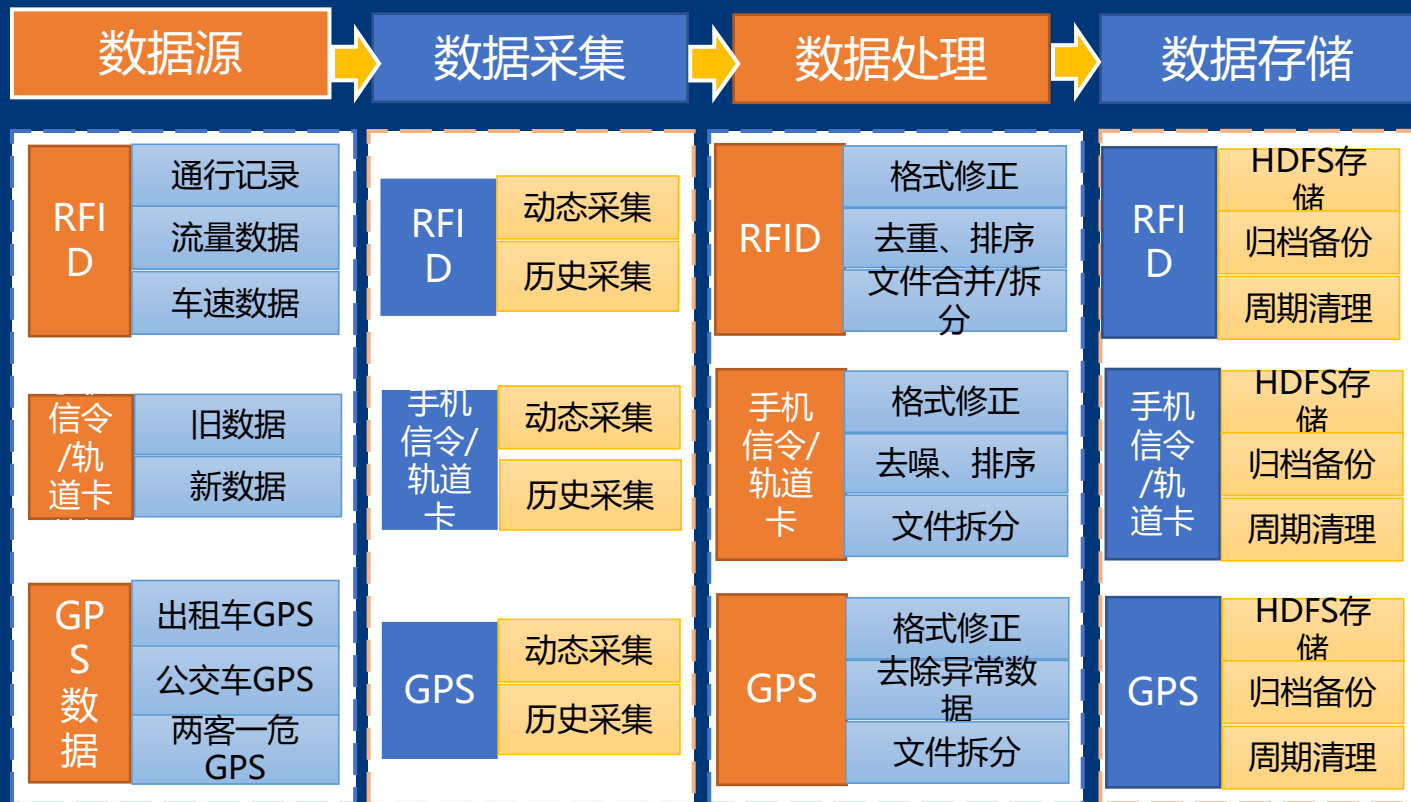 数据源
数据采集
数据处理
数据存储
RFI
D
通行记录
流量数据
车速数据
信令
/轨
道卡
旧数据
新数据
GP
S
数
据
出租车GPS
公交车GPS
两客一危
GPS
RFI
D
动态采集
历史采集
手机
信令/
轨道
卡
动态采集
历史采集
GPS
动态采集
历史采集
RFID
格式修正
去重、排序
文件合并/拆
分
手机
信令/
轨道
卡
格式修正
去噪、排序
文件拆分
GPS
格式修正
去除异常数
据
文件拆分
RFI
D
HDFS存
储
归档备份
周期清理
手机
信令
/轨
道卡
HDFS存
储
归档备份
周期清理
GPS
HDFS存
储
归档备份
周期清理